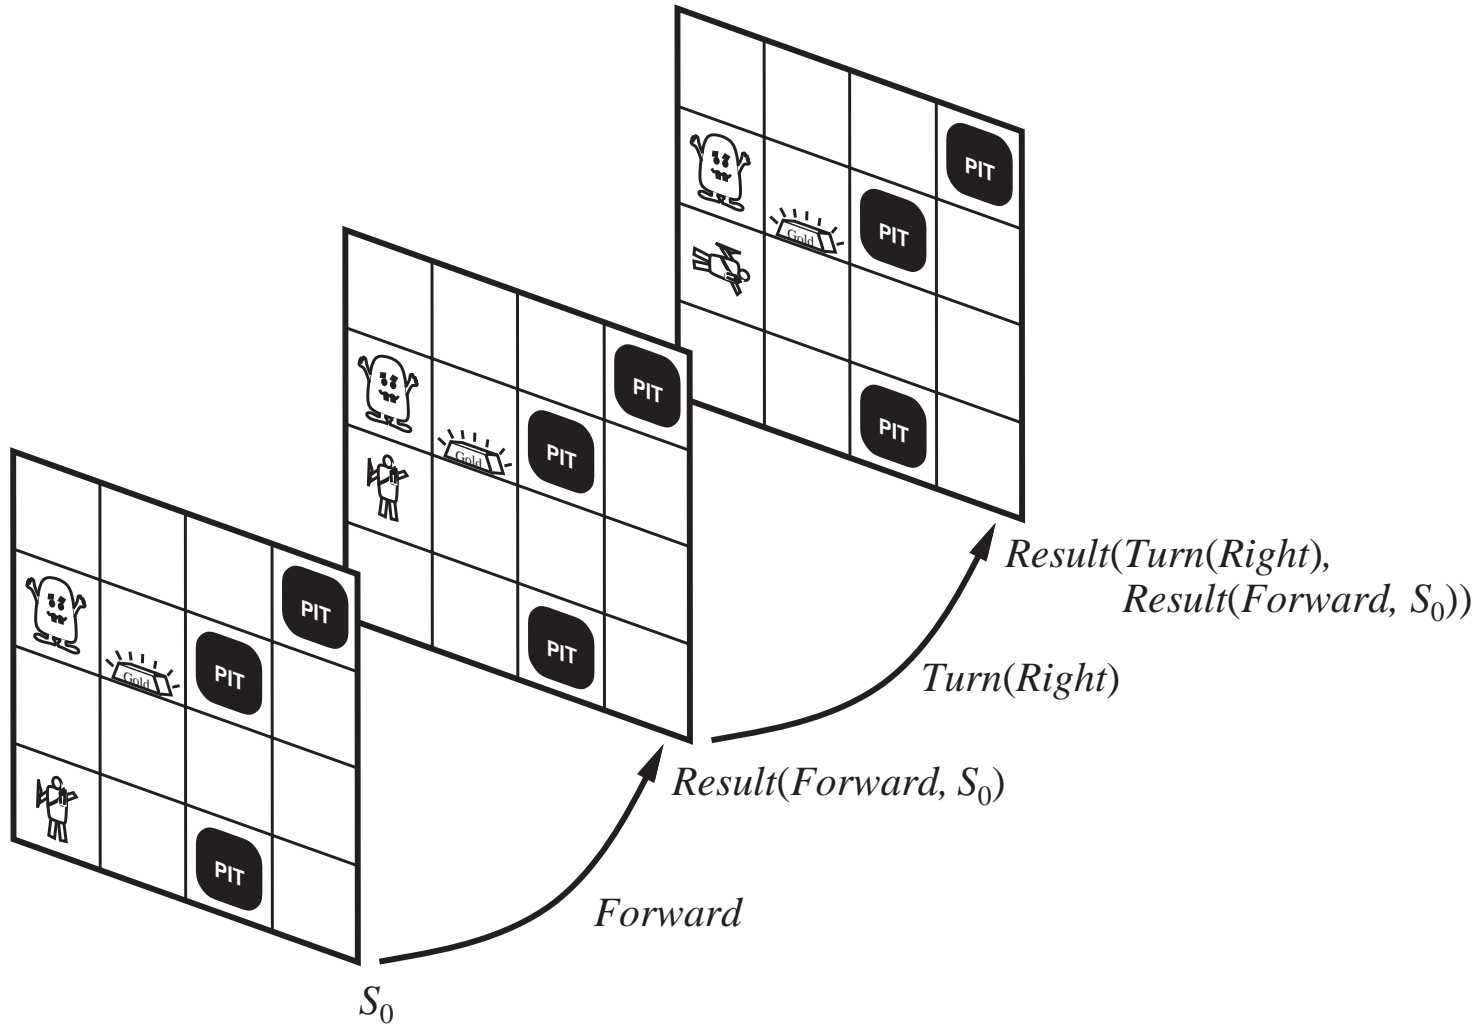 PIT
PIT
Gold
PIT
PIT
PIT
Gold
PIT
Result(Turn(Right),
Result(Forward, S₀))
PIT
PIT
Gold
Turn(Right)
PIT
Result(Forward, S₀)
PIT
Forward
S₀